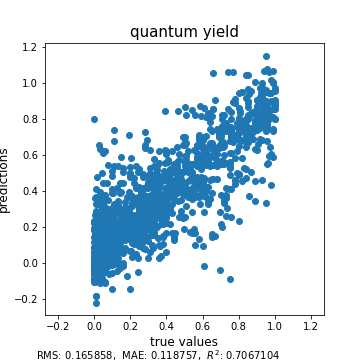 quantum yield
1.2
1.0
0.8
0.6
0.4
0.2
0.0
−0.2
predictions
−0.2 0.0 0.2 0.4 0.6 0.8 1.0 1.2
true values
RMS: 0.165858, MAE: 0.118757, R²: 0.7067104